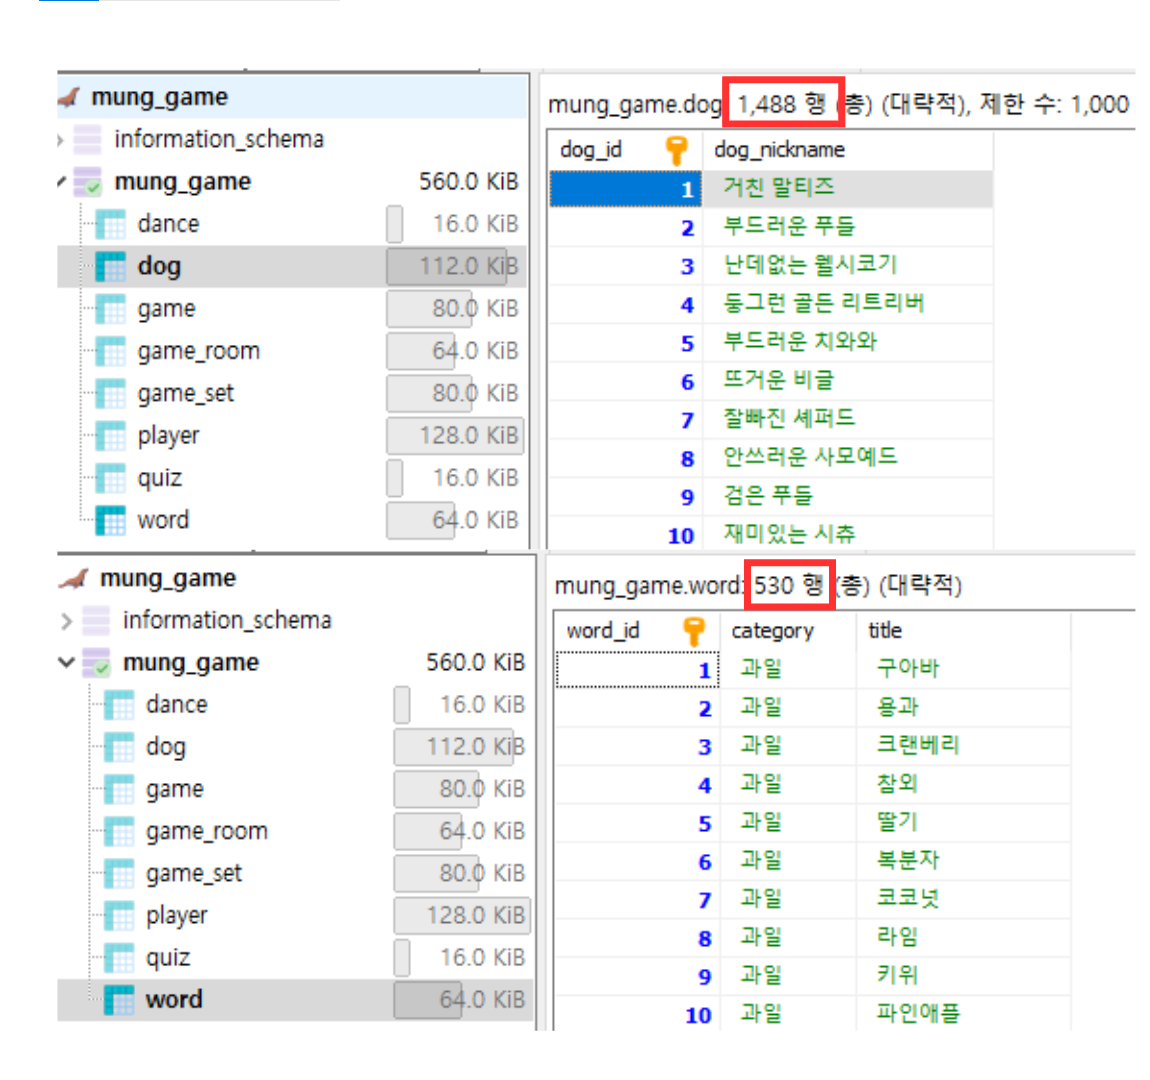 mung_game
information_schema
mung_game 560.0 KiB
dance 16.0 KiB
dog 112.0 KiB
game 80.0 KiB
game_room 64.0 KiB
game_set 80.0 KiB
player 128.0 KiB
quiz 16.0 KiB
word 64.0 KiB
mung_game.dog 1,488 행 (총) (대략적), 제한 수: 1,000
dog_id dog_nickname
1 거친 말티즈
2 부드러운 푸들
3 난데없는 웰시코기
4 둥그런 골든 리트리버
5 부드러운 치와와
6 뜨거운 비글
7 잘빠진 셰퍼드
8 안쓰러운 사모예드
9 검은 푸들
10 재미있는 시츄
mung_game
information_schema
mung_game 560.0 KiB
dance 16.0 KiB
dog 112.0 KiB
game 80.0 KiB
game_room 64.0 KiB
game_set 80.0 KiB
player 128.0 KiB
quiz 16.0 KiB
word 64.0 KiB
mung_game.word: 530 행 (총) (대략적)
word_id category title
1 과일 구아바
2 과일 용과
3 과일 크랜베리
4 과일 참외
5 과일 딸기
6 과일 복분자
7 과일 코코넛
8 과일 라임
9 과일 키위
10 과일 파인애플